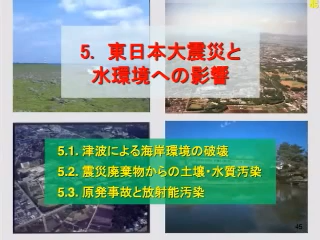 5. 東日本大震災と
水環境への影響
5.1. 津波による海岸環境の破壊
5.2. 震災廃棄物からの土壌・水質汚染
5.3. 原発事故と放射能汚染
45